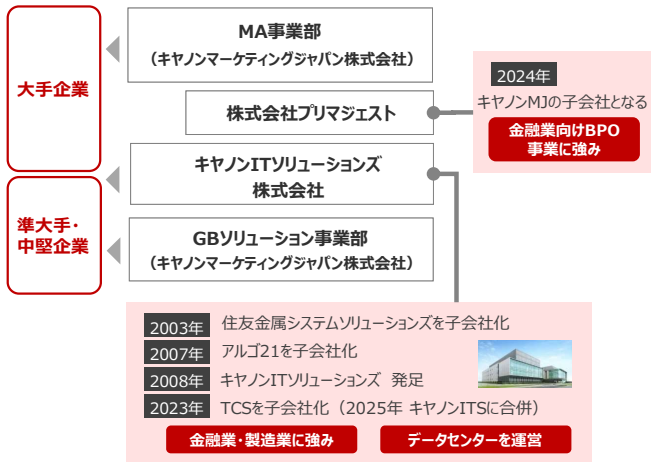 大手企業
準大手・
中堅企業
MA事業部
（キヤノンマーケティングジャパン株式会社）
株式会社プリマジェスト
キヤノンITソリューションズ
株式会社
GBソリューション事業部
（キヤノンマーケティングジャパン株式会社）
2024年
キヤノンMJの子会社となる
金融業向けBPO
事業に強み
2003年 住友金属システムソリューションズを子会社化
2007年 アルゴ21を子会社化
2008年 キヤノンITソリューションズ 発足
2023年 TCSを子会社化（2025年 キヤノンITSに合併）
金融業・製造業に強み
データセンターを運営